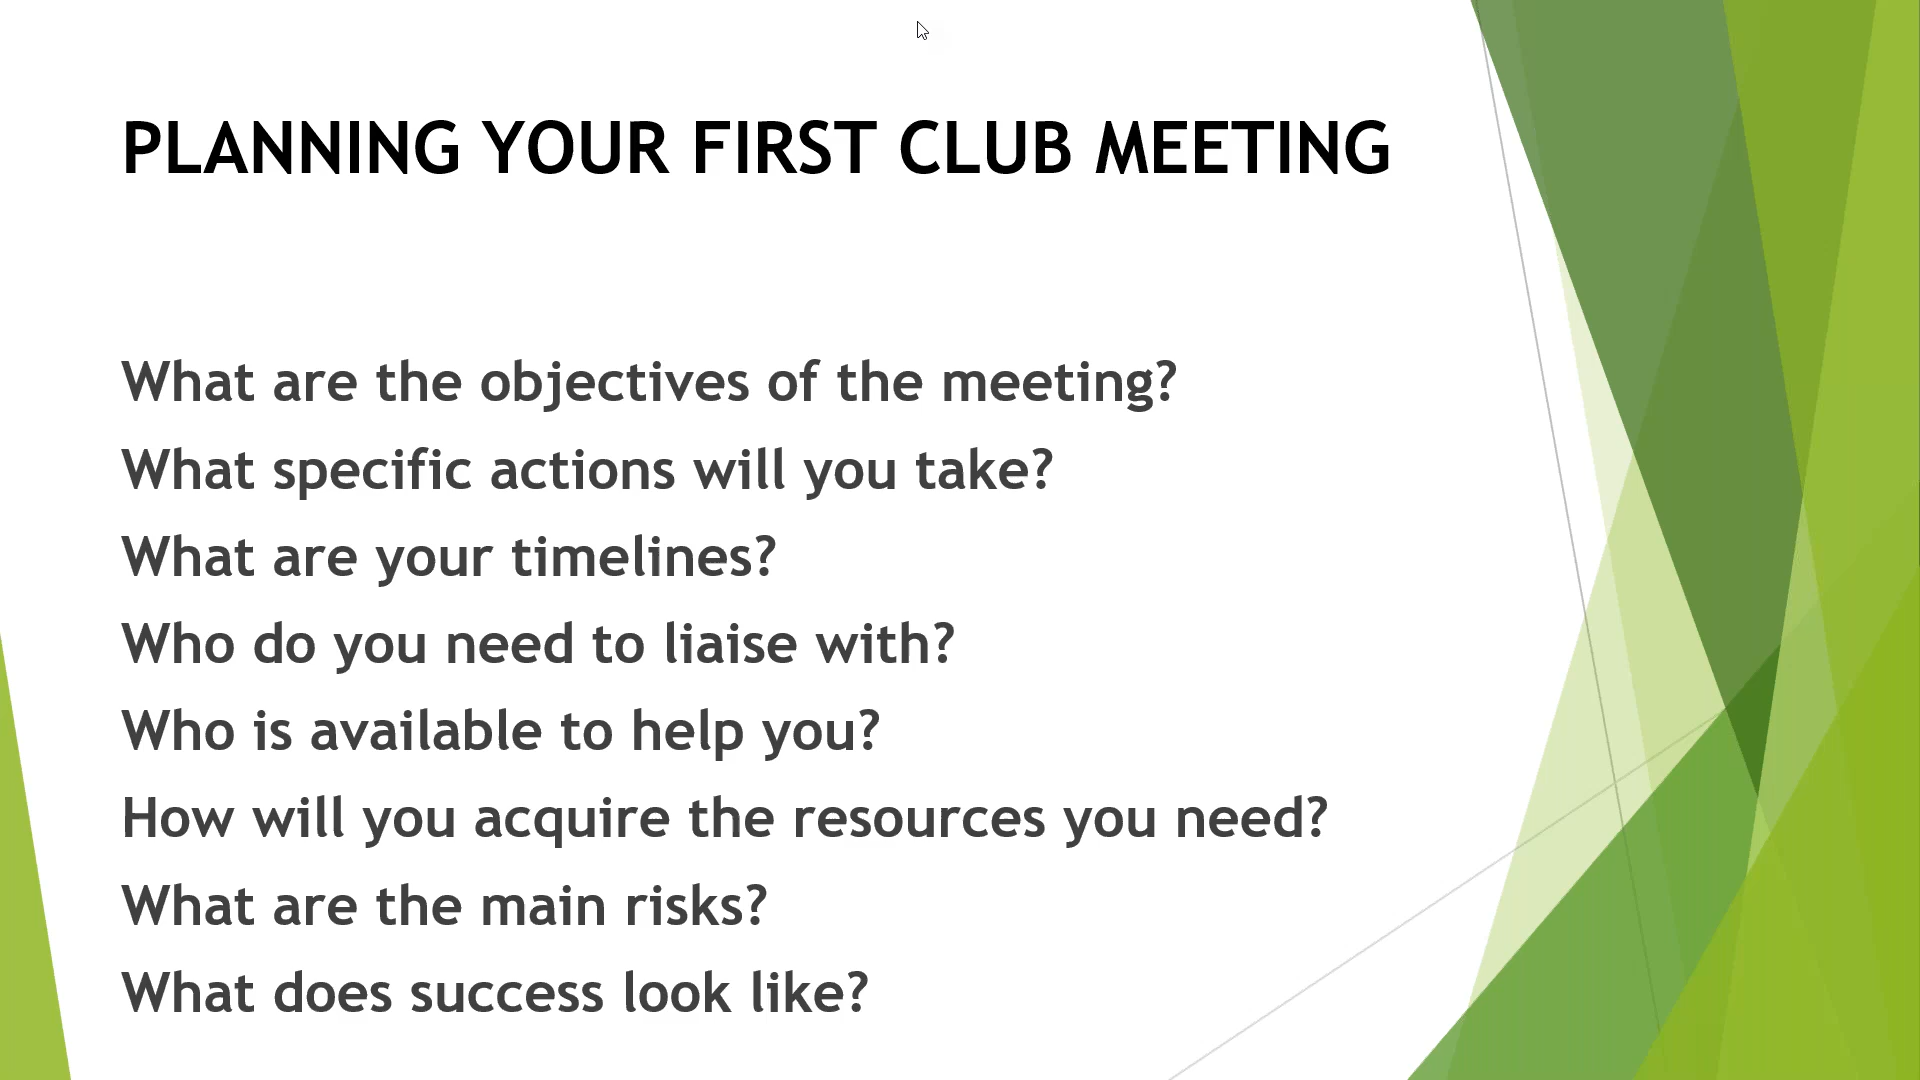 PLANNING YOUR FIRST CLUB MEETING
What are the objectives of the meeting?
What specific actions will you take?
What are your timelines?
Who do you need to liaise with?
Who is available to help you?
How will you acquire the resources you need?
What are the main risks?
What does success look like?